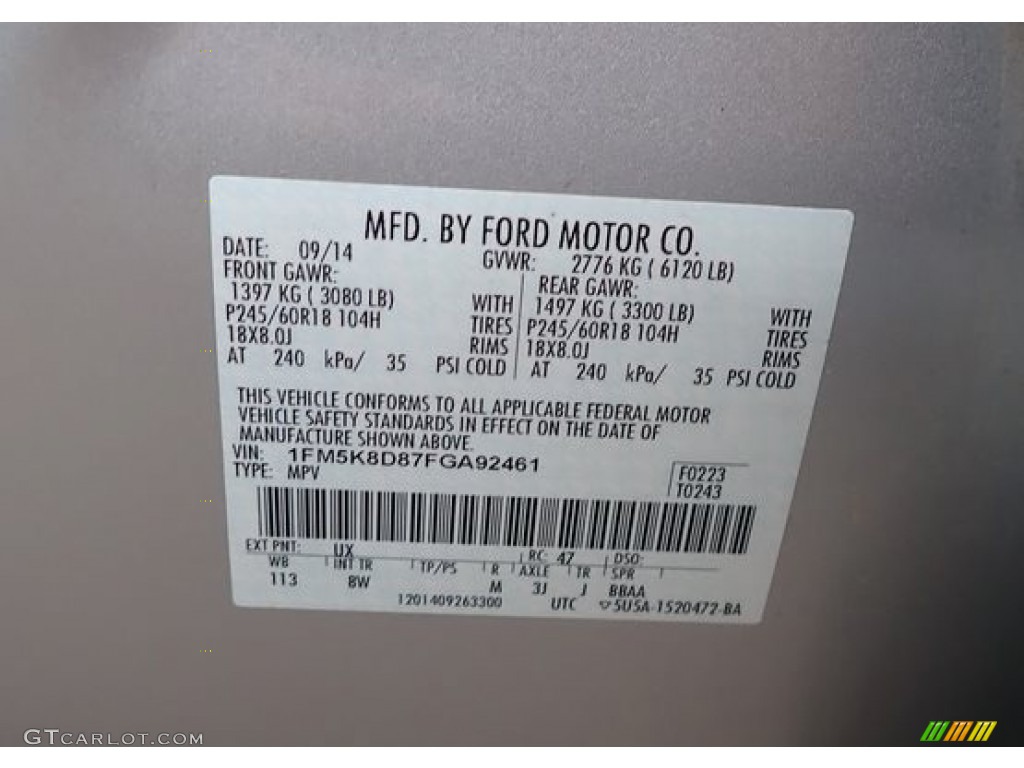 MFD. BY FORD MOTOR CO.
DATE: 09/14 GVWR: 2776 KG ( 6120 LB)
FRONT GAWR: REAR GAWR:
1397 KG ( 3080 LB) WITH 1497 KG ( 3300 LB) WITH
P245/60R18 104H TIRES P245/60R18 104H TIRES
18X8.0J RIMS 18X8.0J RIMS
AT 240 kPa/ 35 PSI COLD AT 240 kPa/ 35 PSI COLD
THIS VEHICLE CONFORMS TO ALL APPLICABLE FEDERAL MOTOR
VEHICLE SAFETY STANDARDS IN EFFECT ON THE DATE OF
MANUFACTURE SHOWN ABOVE.
VIN: 1FM5K8D87FGA92461 F0223
TYPE: MPV T0243
EXT PNT: UX RC: 47 DSO:
WB INT TR TP/PS R AXLE TR SPR
113 8W M 3J J BBAA
1201409263300 UTC 5U5A-1520472-BA
GTCARLOT.COM